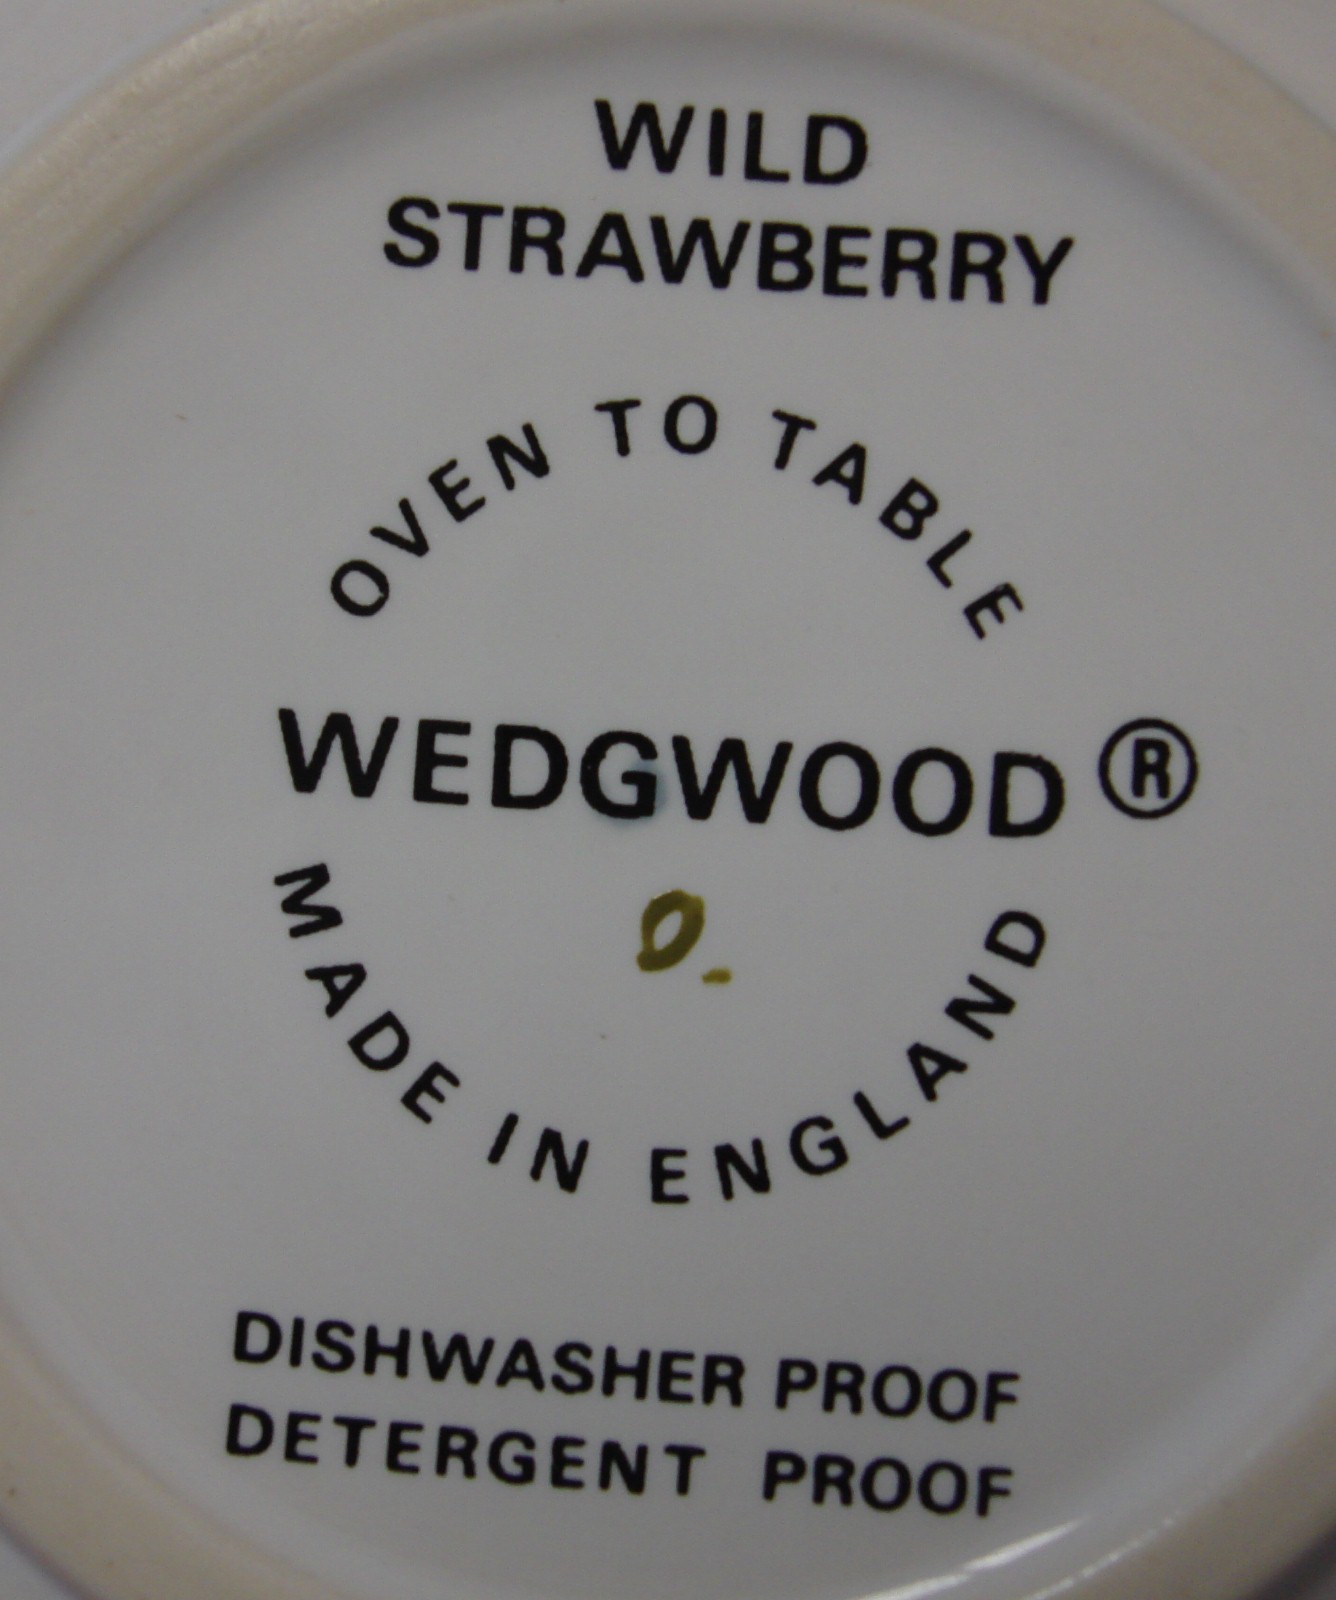 WILD
STRAWBERRY
OVEN TO TABLE
WEDGWOOD ®
O.
MADE IN ENGLAND
DISHWASHER PROOF
DETERGENT PROOF